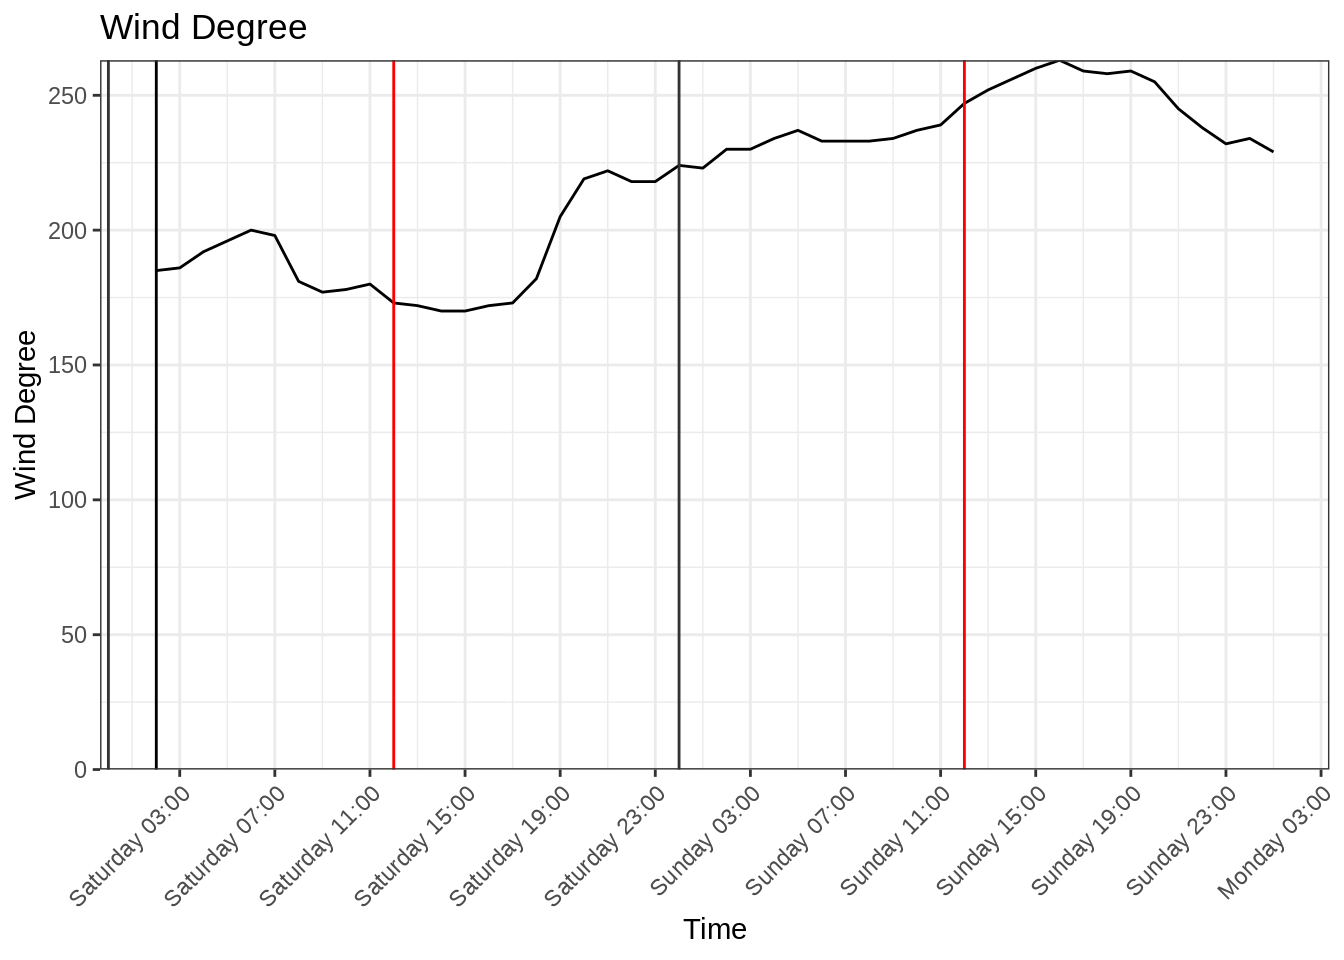 Wind Degree
Wind Degree
250
200
150
100
50
0
Saturday 03:00
Saturday 07:00
Saturday 11:00
Saturday 15:00
Saturday 19:00
Saturday 23:00
Sunday 03:00
Sunday 07:00
Sunday 11:00
Sunday 15:00
Sunday 19:00
Sunday 23:00
Monday 03:00
Time